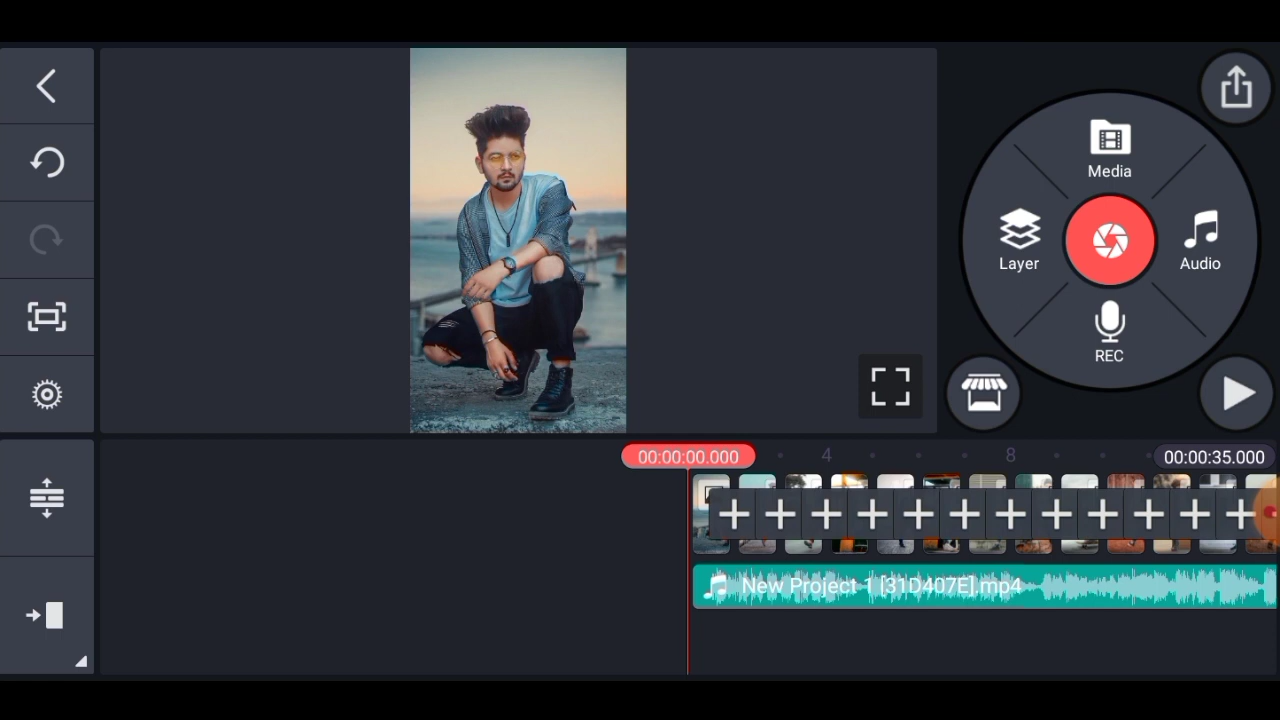 Media
Layer
Audio
REC
00:00:00.000
4
8
00:00:35.000
New Project 1 [31D407E].mp4